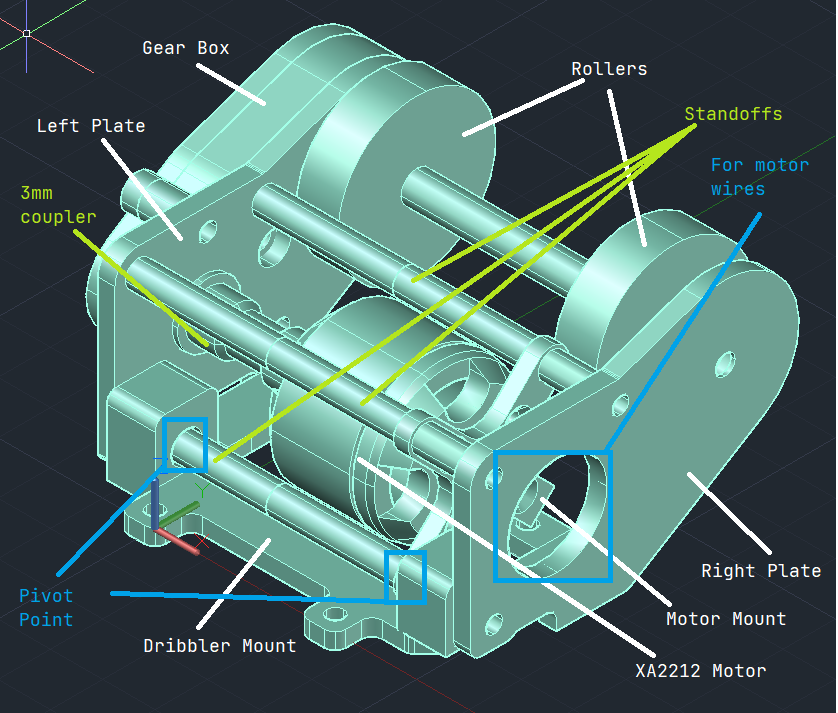 Gear Box
Rollers
Left Plate
Standoffs
For motor
wires
3mm
coupler
Y
Right Plate
Pivot
Point
Motor Mount
Dribbler Mount
XA2212 Motor